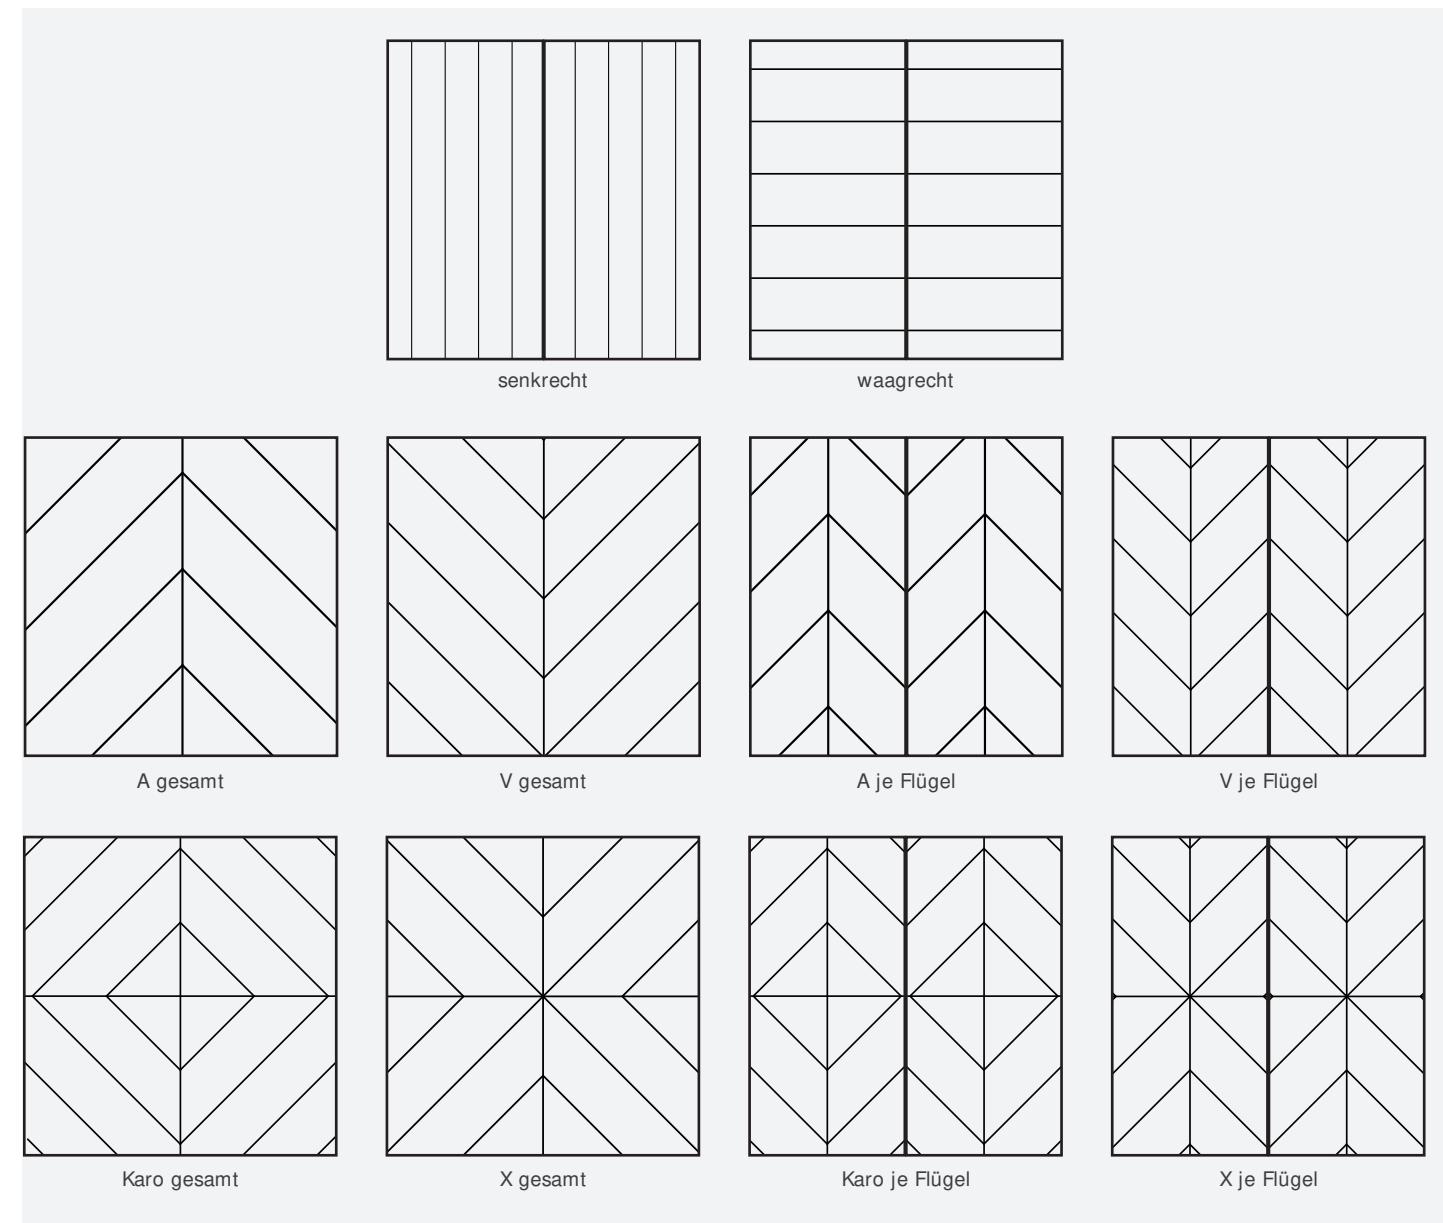 senkrecht
waagrecht
A gesamt
V gesamt
A je Flügel
V je Flügel
Karo gesamt
X gesamt
Karo je Flügel
X je Flügel